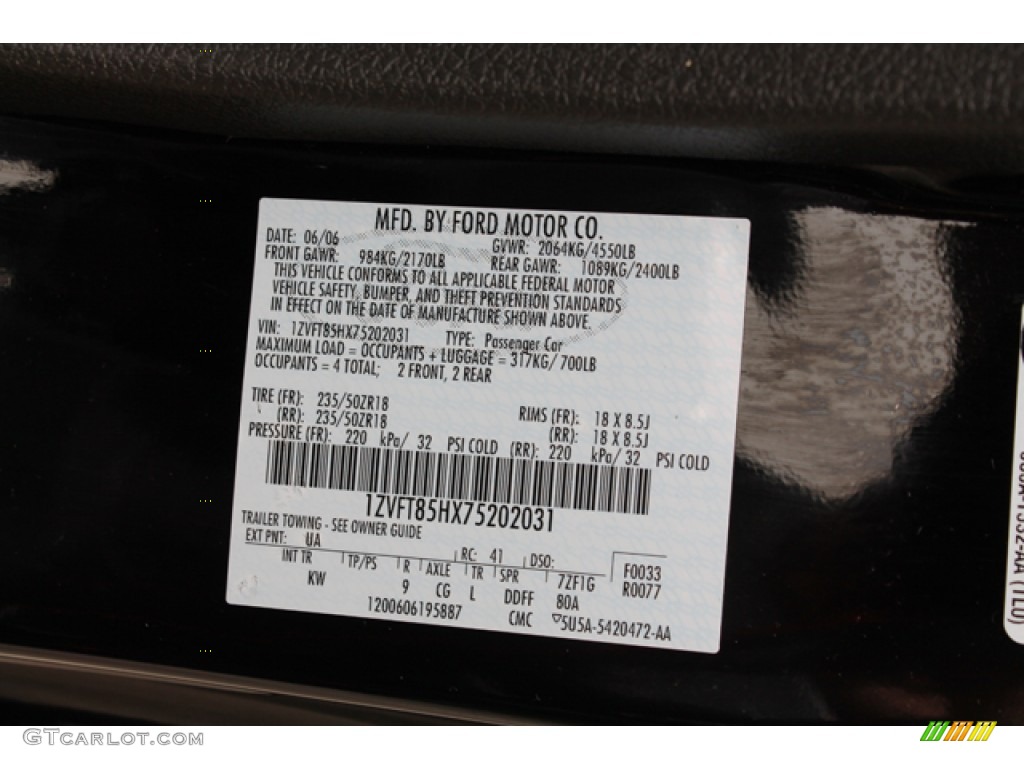 MFD. BY FORD MOTOR CO.
DATE: 06/06 GVWR: 2064KG/4550LB
FRONT GAWR: 984KG/2170LB REAR GAWR: 1089KG/2400LB
THIS VEHICLE CONFORMS TO ALL APPLICABLE FEDERAL MOTOR
VEHICLE SAFETY, BUMPER, AND THEFT PREVENTION STANDARDS
IN EFFECT ON THE DATE OF MANUFACTURE SHOWN ABOVE.
VIN: 1ZVFT85HX75202031 TYPE: Passenger Car
MAXIMUM LOAD = OCCUPANTS + LUGGAGE = 317KG/ 700LB
OCCUPANTS = 4 TOTAL; 2 FRONT, 2 REAR
TIRE (FR): 235/50ZR18 RIMS (FR): 18 X 8.5J
(RR): 235/50ZR18 (RR): 18 X 8.5J
PRESSURE (FR): 220 kPa/ 32 PSI COLD (RR): 220 kPa/ 32 PSI COLD
1ZVFT85HX75202031
TRAILER TOWING - SEE OWNER GUIDE
EXT PNT: UA RC: 41 DSO: F0033
INT TR TP/PS R AXLE TR SPR 7ZF1G R0077
KW 9 CG L DDFF 80A
1200606195887 CMC ▽5U5A-5420472-AA
GTCARLOT.COM